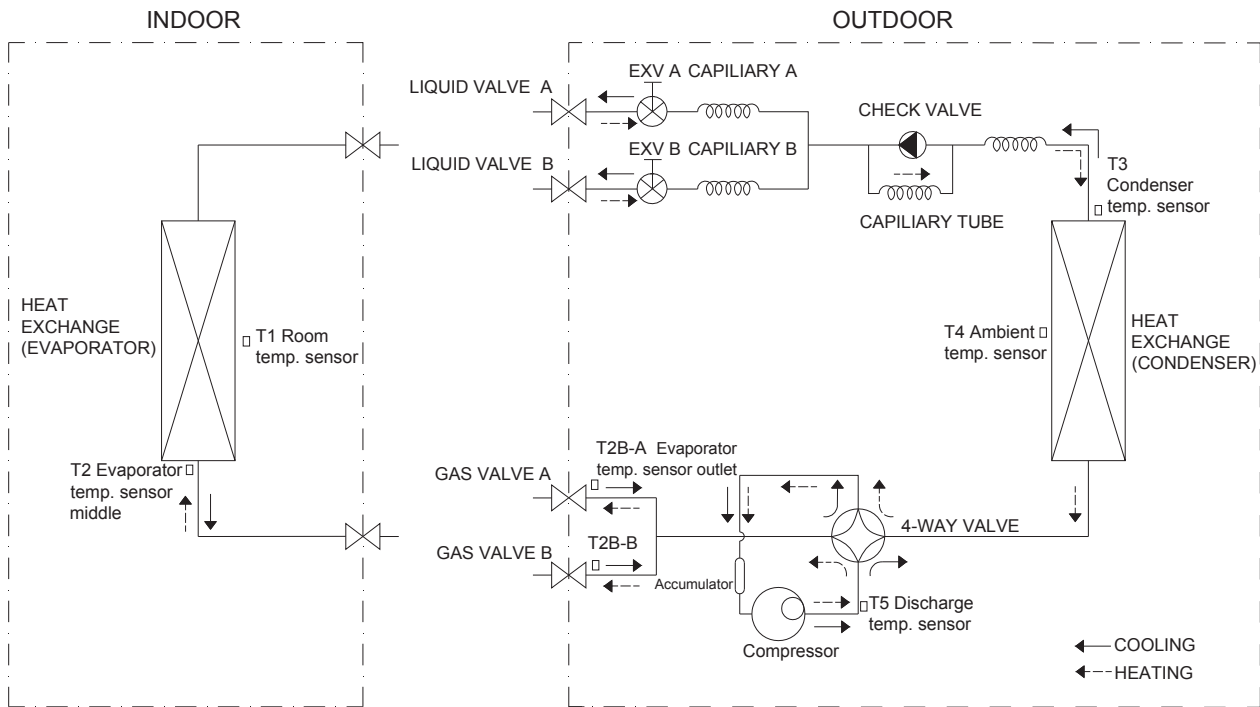 INDOOR
OUTDOOR
LIQUID VALVE A
EXV A CAPILIARY A
CHECK VALVE
LIQUID VALVE B
EXV B CAPILIARY B
CAPILIARY TUBE
T3
Condenser
temp. sensor
HEAT
EXCHANGE
(EVAPORATOR)
T1 Room
temp. sensor
T4 Ambient
temp. sensor
HEAT
EXCHANGE
(CONDENSER)
T2 Evaporator
temp. sensor
middle
GAS VALVE A
T2B-A Evaporator
temp. sensor outlet
4-WAY VALVE
GAS VALVE B
T2B-B
Accumulator
T5 Discharge
temp. sensor
Compressor
COOLING
HEATING